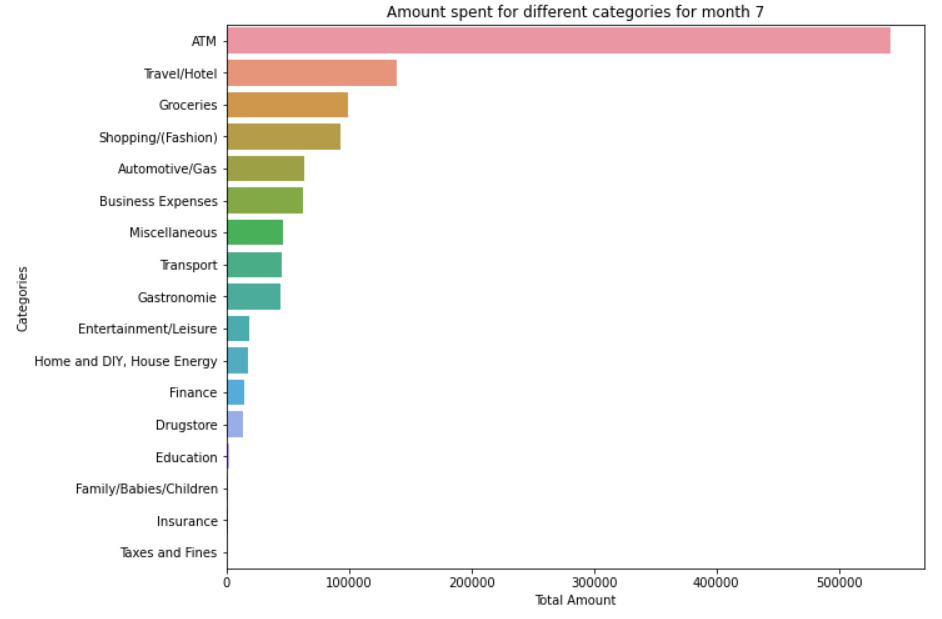 Amount spent for different categories for month 7
ATM
Travel/Hotel
Groceries
Shopping/(Fashion)
Automotive/Gas
Business Expenses
Miscellaneous
Transport
Gastronomie
Entertainment/Leisure
Home and DIY, House Energy
Finance
Drugstore
Education
Family/Babies/Children
Insurance
Taxes and Fines
Categories
0 100000 200000 300000 400000 500000
Total Amount